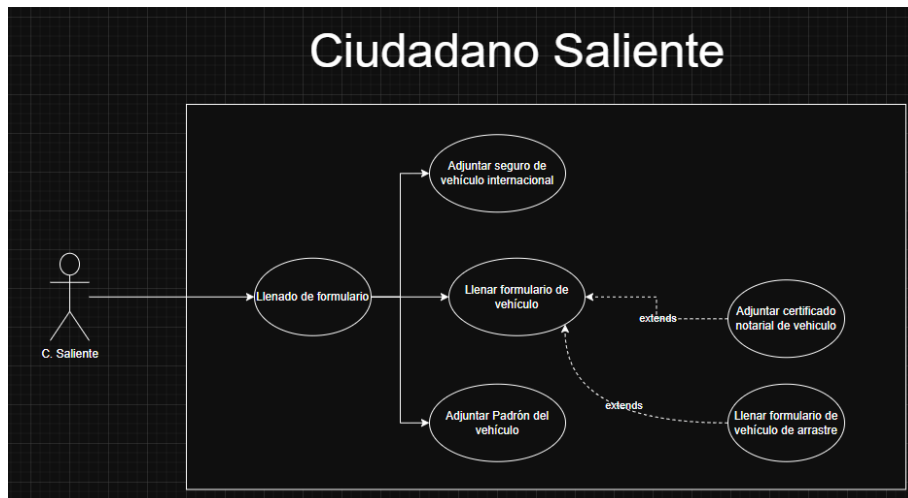 Ciudadano Saliente
Adjuntar seguro de
vehículo internacional
Llenado de formulario
Llenar formulario de
vehículo
extends
Adjuntar certificado
notarial de vehiculo
C. Saliente
extends
Adjuntar Padrón del
vehículo
Llenar formulario de
vehículo de arrastre